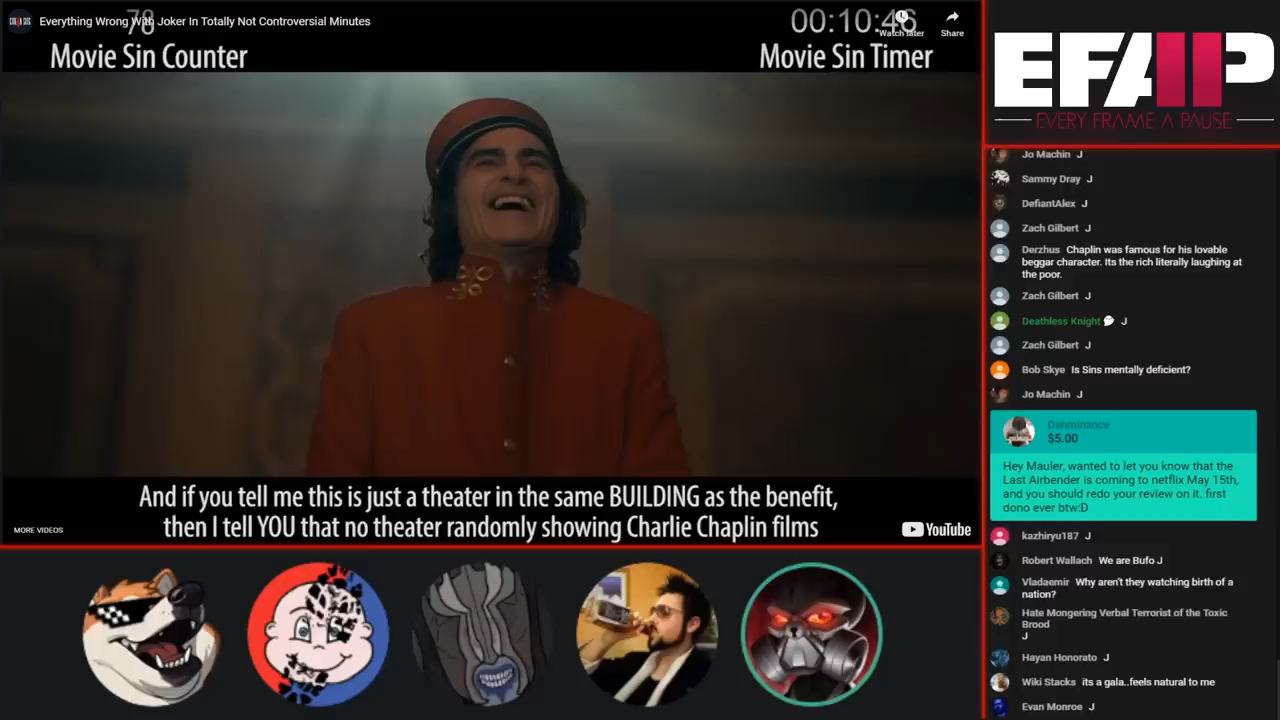 Everything Wrong With Joker In Totally Not Controversial Minutes
78
Movie Sin Counter
00:10:46
Watch later
Share
Movie Sin Timer
And if you tell me this is just a theater in the same BUILDING as the benefit,
then I tell YOU that no theater randomly showing Charlie Chaplin films
MORE VIDEOS
YouTube
EFAP
EVERY FRAME A PAUSE
Jo Machin J
Sammy Dray J
DefiantAlex J
Zach Gilbert J
Derzhus Chaplin was famous for his lovable
beggar character. Its the rich literally laughing at
the poor.
Zach Gilbert J
Deathless Knight J
Zach Gilbert J
Bob Skye Is Sins mentally deficient?
Jo Machin J
Dahminance
$5.00
Hey Mauler, wanted to let you know that the
Last Airbender is coming to netflix May 15th,
and you should redo your review on it. first
dono ever btw:D
kazhiryu187 J
Robert Wallach We are Bufo J
Vladaemir Why aren't they watching birth of a
nation?
Hate Mongering Verbal Terrorist of the Toxic
Brood
J
Hayan Honorato J
Wiki Stacks its a gala..feels natural to me
Evan Monroe J